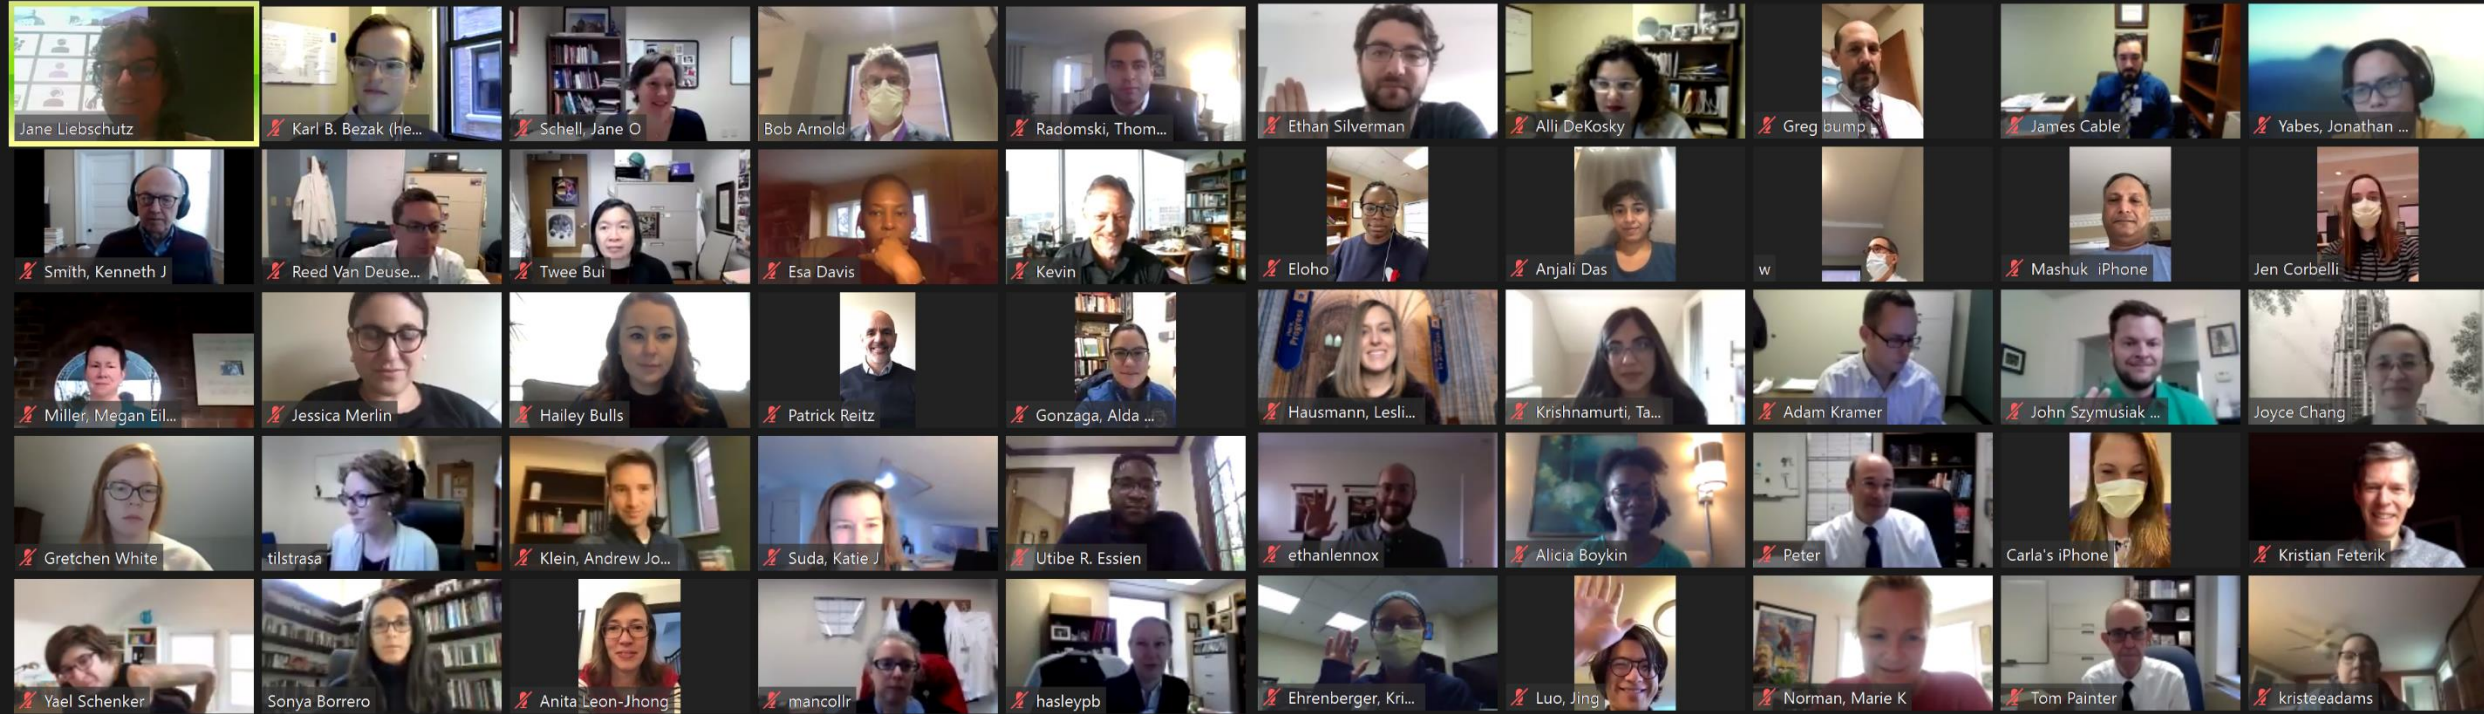 Jane Liebschutz
Karl B. Bezak (he...
Schell, Jane O
Bob Arnold
Radomski, Thom...
Ethan Silverman
Alli DeKosky
Greg bump
James Cable
Yabes, Jonathan ...
Smith, Kenneth J
Reed Van Deuse...
Twee Bui
Esa Davis
Kevin
Eloho
Anjali Das
w
Mashuk iPhone
Jen Corbelli
Miller, Megan Eil...
Jessica Merlin
Hailey Bulls
Patrick Reitz
Gonzaga, Alda ...
Progress
Hausmann, Lesli...
Krishnamurti, Ta...
Adam Kramer
John Szymusiak ...
Joyce Chang
Gretchen White
tilstrasa
Klein, Andrew Jo...
Suda, Katie J
Utibe R. Essien
ethanlennox
Alicia Boykin
Peter
Carla's iPhone
Kristian Feterik
Yael Schenker
Sonya Borrero
Anita Leon-Jhong
mancollr
hasleypb
Ehrenberger, Kri...
Luo, Jing
Norman, Marie K
Tom Painter
kristeeadams